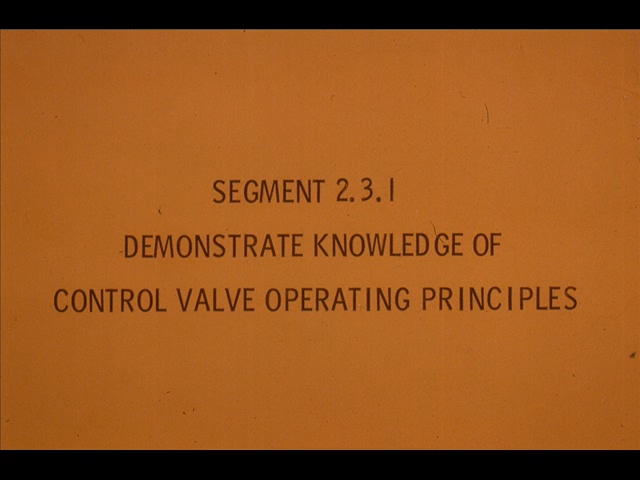 SEGMENT 2.3.1
DEMONSTRATE KNOWLEDGE OF
CONTROL VALVE OPERATING PRINCIPLES